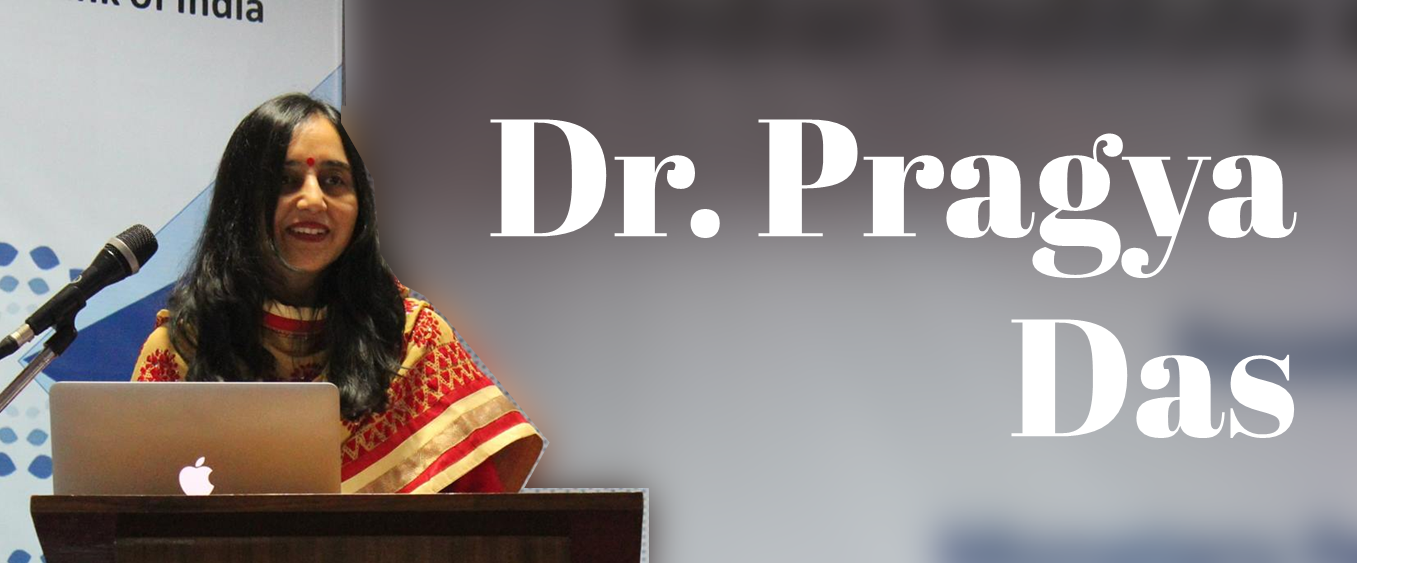 of India
Dr. Pragya
Das